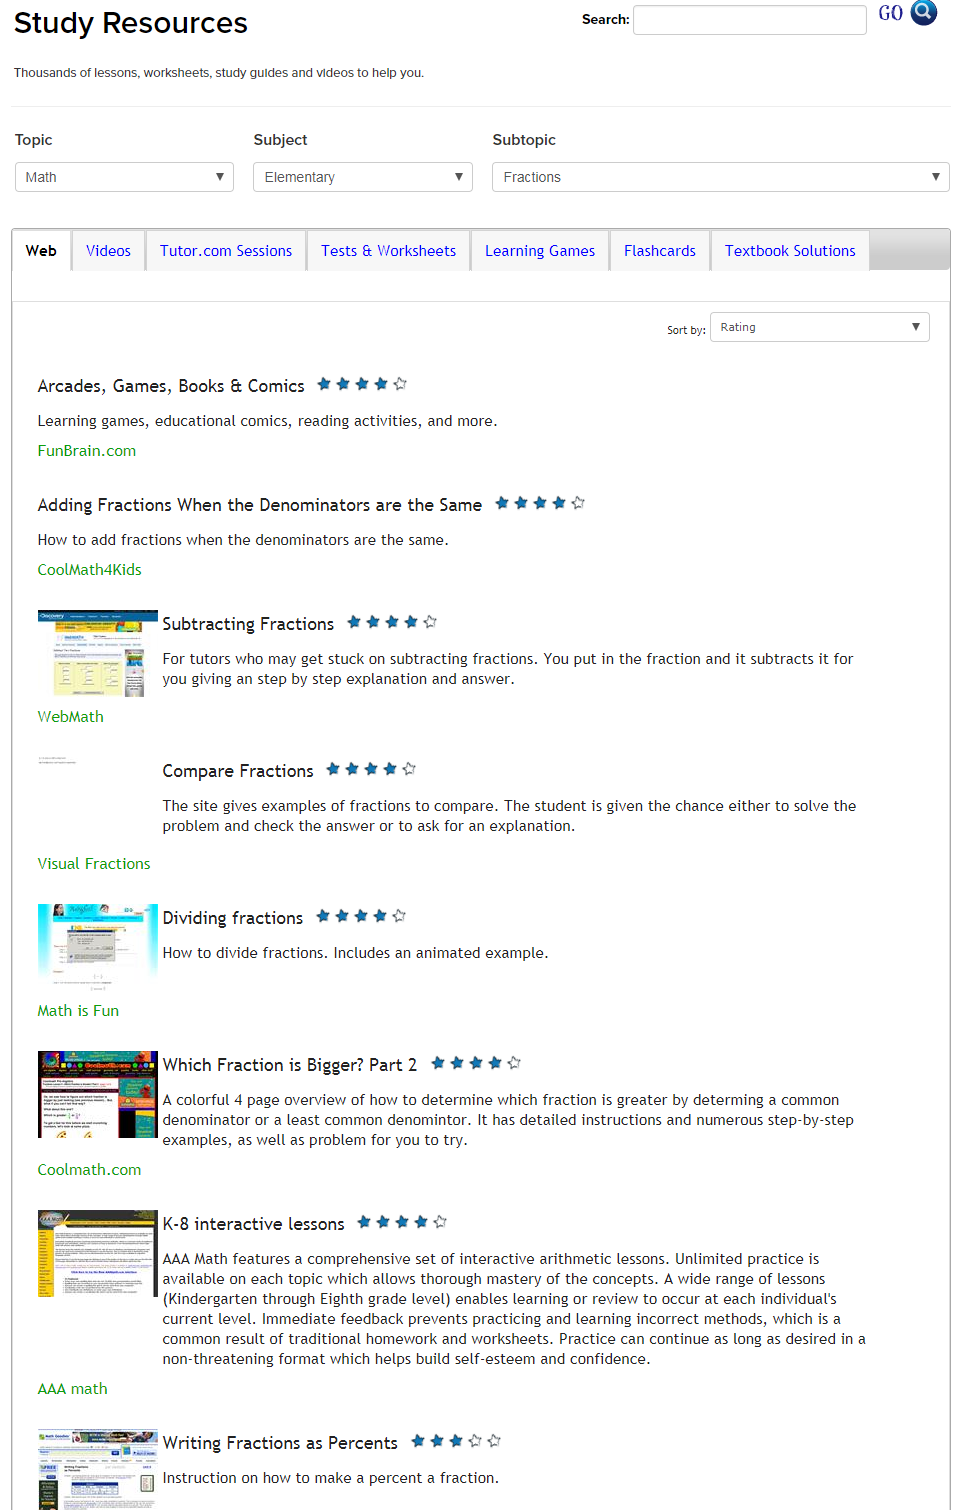 Study Resources
Search:
GO
Thousands of lessons, worksheets, study guides and videos to help you.
Topic
Subject
Subtopic
Math
Elementary
Fractions
Web
Videos
Tutor.com Sessions
Tests & Worksheets
Learning Games
Flashcards
Textbook Solutions
Sort by:
Rating
Arcades, Games, Books & Comics
Learning games, educational comics, reading activities, and more.
FunBrain.com
Adding Fractions When the Denominators are the Same
How to add fractions when the denominators are the same.
CoolMath4Kids
Subtracting Fractions
For tutors who may get stuck on subtracting fractions. You put in the fraction and it subtracts it for
you giving an step by step explanation and answer.
WebMath
Compare Fractions
The site gives examples of fractions to compare. The student is given the chance either to solve the
problem and check the answer or to ask for an explanation.
Visual Fractions
Dividing fractions
How to divide fractions. Includes an animated example.
Math is Fun
Which Fraction is Bigger? Part 2
A colorful 4 page overview of how to determine which fraction is greater by determing a common
denominator or a least common denomintor. It has detailed instructions and numerous step-by-step
examples, as well as problem for you to try.
Coolmath.com
K-8 interactive lessons
AAA Math features a comprehensive set of interactive arithmetic lessons. Unlimited practice is
available on each topic which allows thorough mastery of the concepts. A wide range of lessons
(Kindergarten through Eighth grade level) enables learning or review to occur at each individual's
current level. Immediate feedback prevents practicing and learning incorrect methods, which is a
common result of traditional homework and worksheets. Practice can continue as long as desired in a
non-threatening format which helps build self-esteem and confidence.
AAA math
Writing Fractions as Percents
Instruction on how to make a percent a fraction.